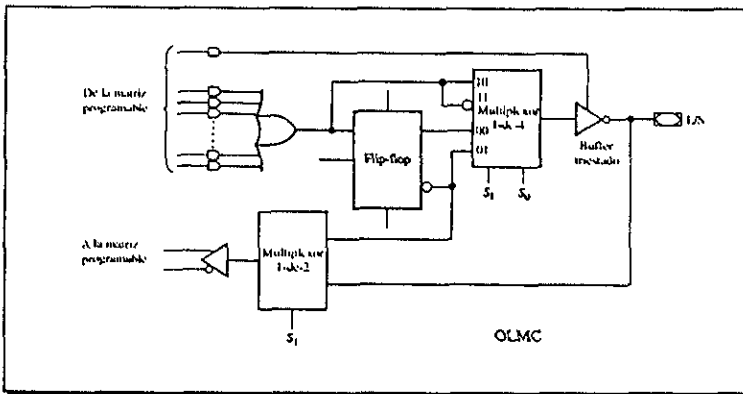 De la matriz
programable
10
11
Multiplexor
1-de-4
00
01
Flip-flop
S₁ S₀
Buffer
triestado
E/S
A la matriz
programable
Multiplexor
1-de-2
S₁
OLMC